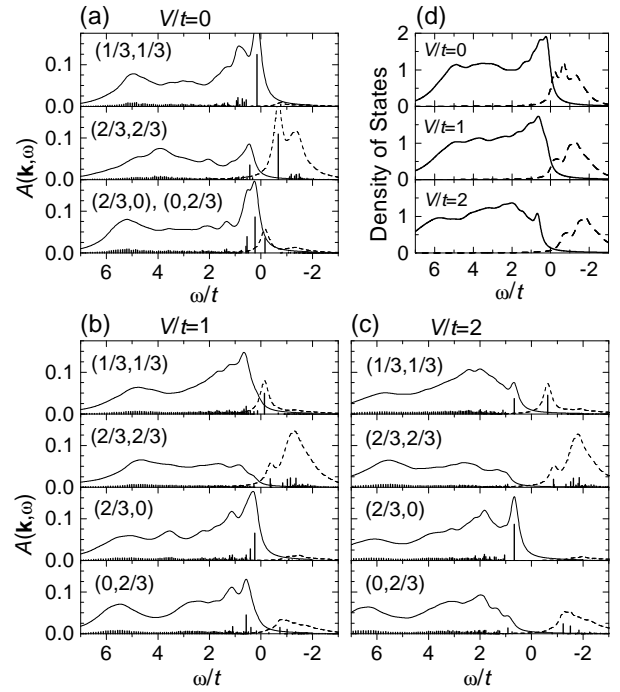 (a) V/t=0
(1/3,1/3)
0.1
0.0
(2/3,2/3)
0.1
0.0
(2/3,0), (0,2/3)
0.1
0.0
A(k,ω)
6 4 2 0 -2
ω/t
(d)
V/t=0
2
1
0
V/t=1
2
1
0
V/t=2
2
1
0
Density of States
6 4 2 0 -2
ω/t
(b) V/t=1
(1/3,1/3)
0.1
0.0
(2/3,2/3)
0.1
0.0
(2/3,0)
0.1
0.0
(0,2/3)
0.1
0.0
A(k,ω)
6 4 2 0 -2
ω/t
(c) V/t=2
(1/3,1/3)
(2/3,2/3)
(2/3,0)
(0,2/3)
6 4 2 0 -2
ω/t